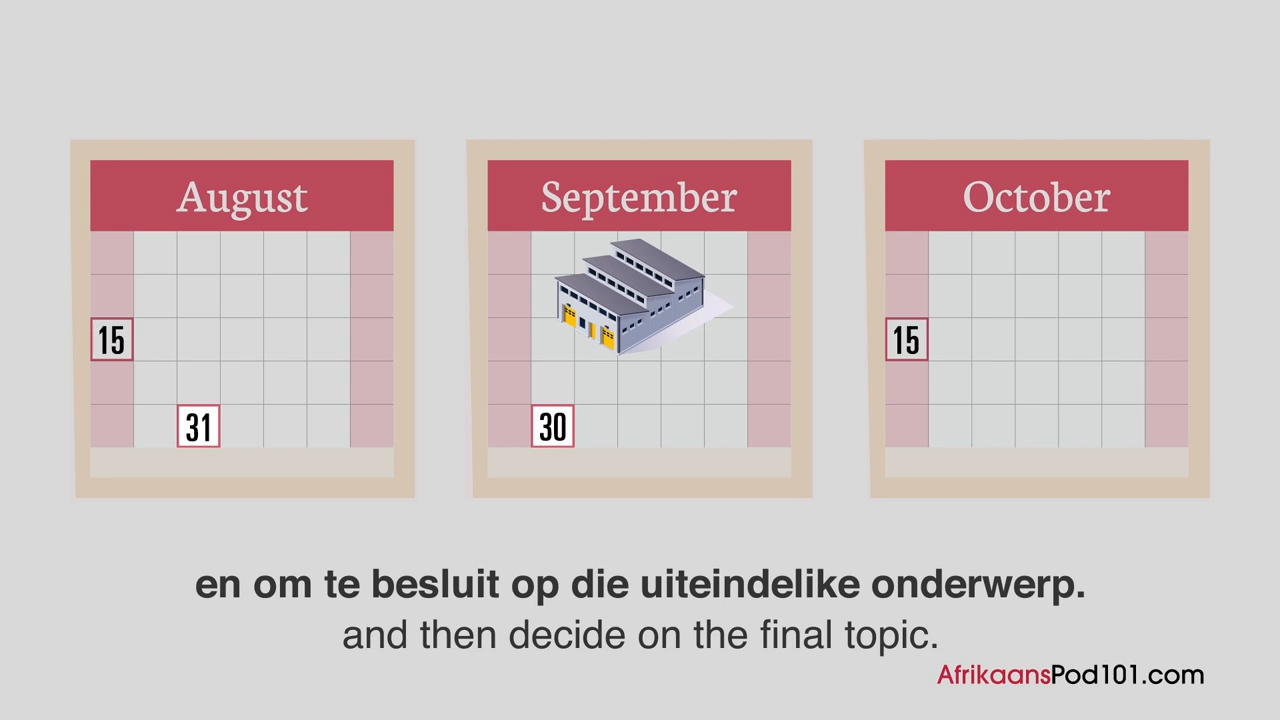 August
September
October
15
15
31
30
en om te besluit op die uiteindelike onderwerp.
and then decide on the final topic.
AfrikaansPod101.com